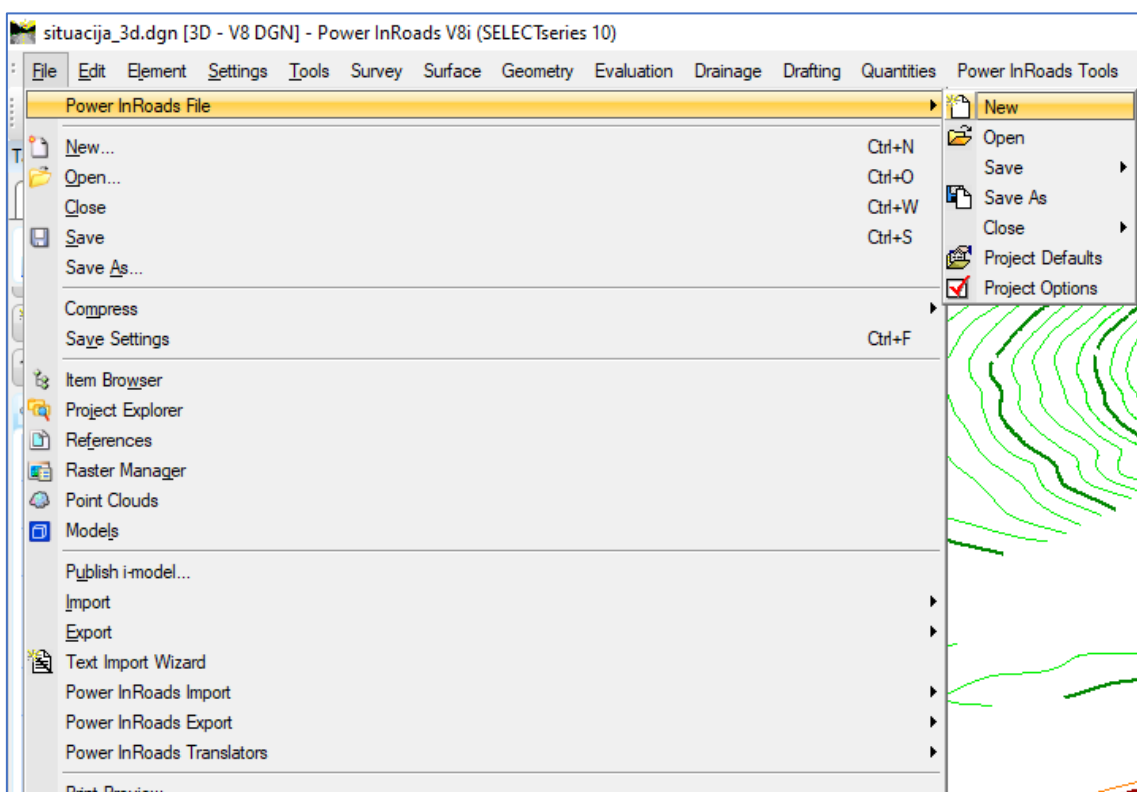 situacija_3d.dgn [3D - V8 DGN] - Power InRoads V8i (SELECTseries 10)
File Edit Element Settings Tools Survey Surface Geometry Evaluation Drainage Drafting Quantities Power InRoads Tools
Power InRoads File
New... Ctrl+N
Open... Ctrl+O
Close Ctrl+W
Save Ctrl+S
Save As...
Compress
Save Settings Ctrl+F
Item Browser
Project Explorer
References
Raster Manager
Point Clouds
Models
Publish i-model...
Import
Export
Text Import Wizard
Power InRoads Import
Power InRoads Export
Power InRoads Translators
Print Preview
New
Open
Save
Save As
Close
Project Defaults
Project Options